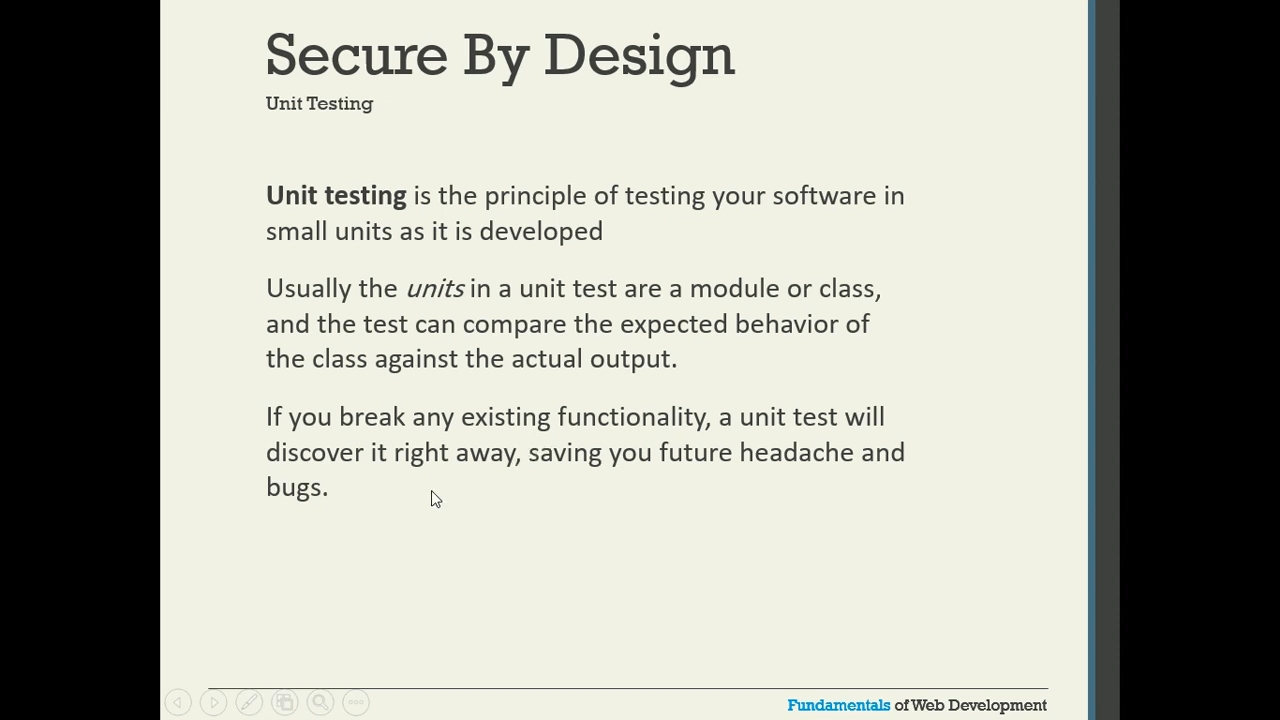 Secure By Design
Unit Testing
Unit testing is the principle of testing your software in
small units as it is developed
Usually the units in a unit test are a module or class,
and the test can compare the expected behavior of
the class against the actual output.
If you break any existing functionality, a unit test will
discover it right away, saving you future headache and
bugs.
Fundamentals of Web Development